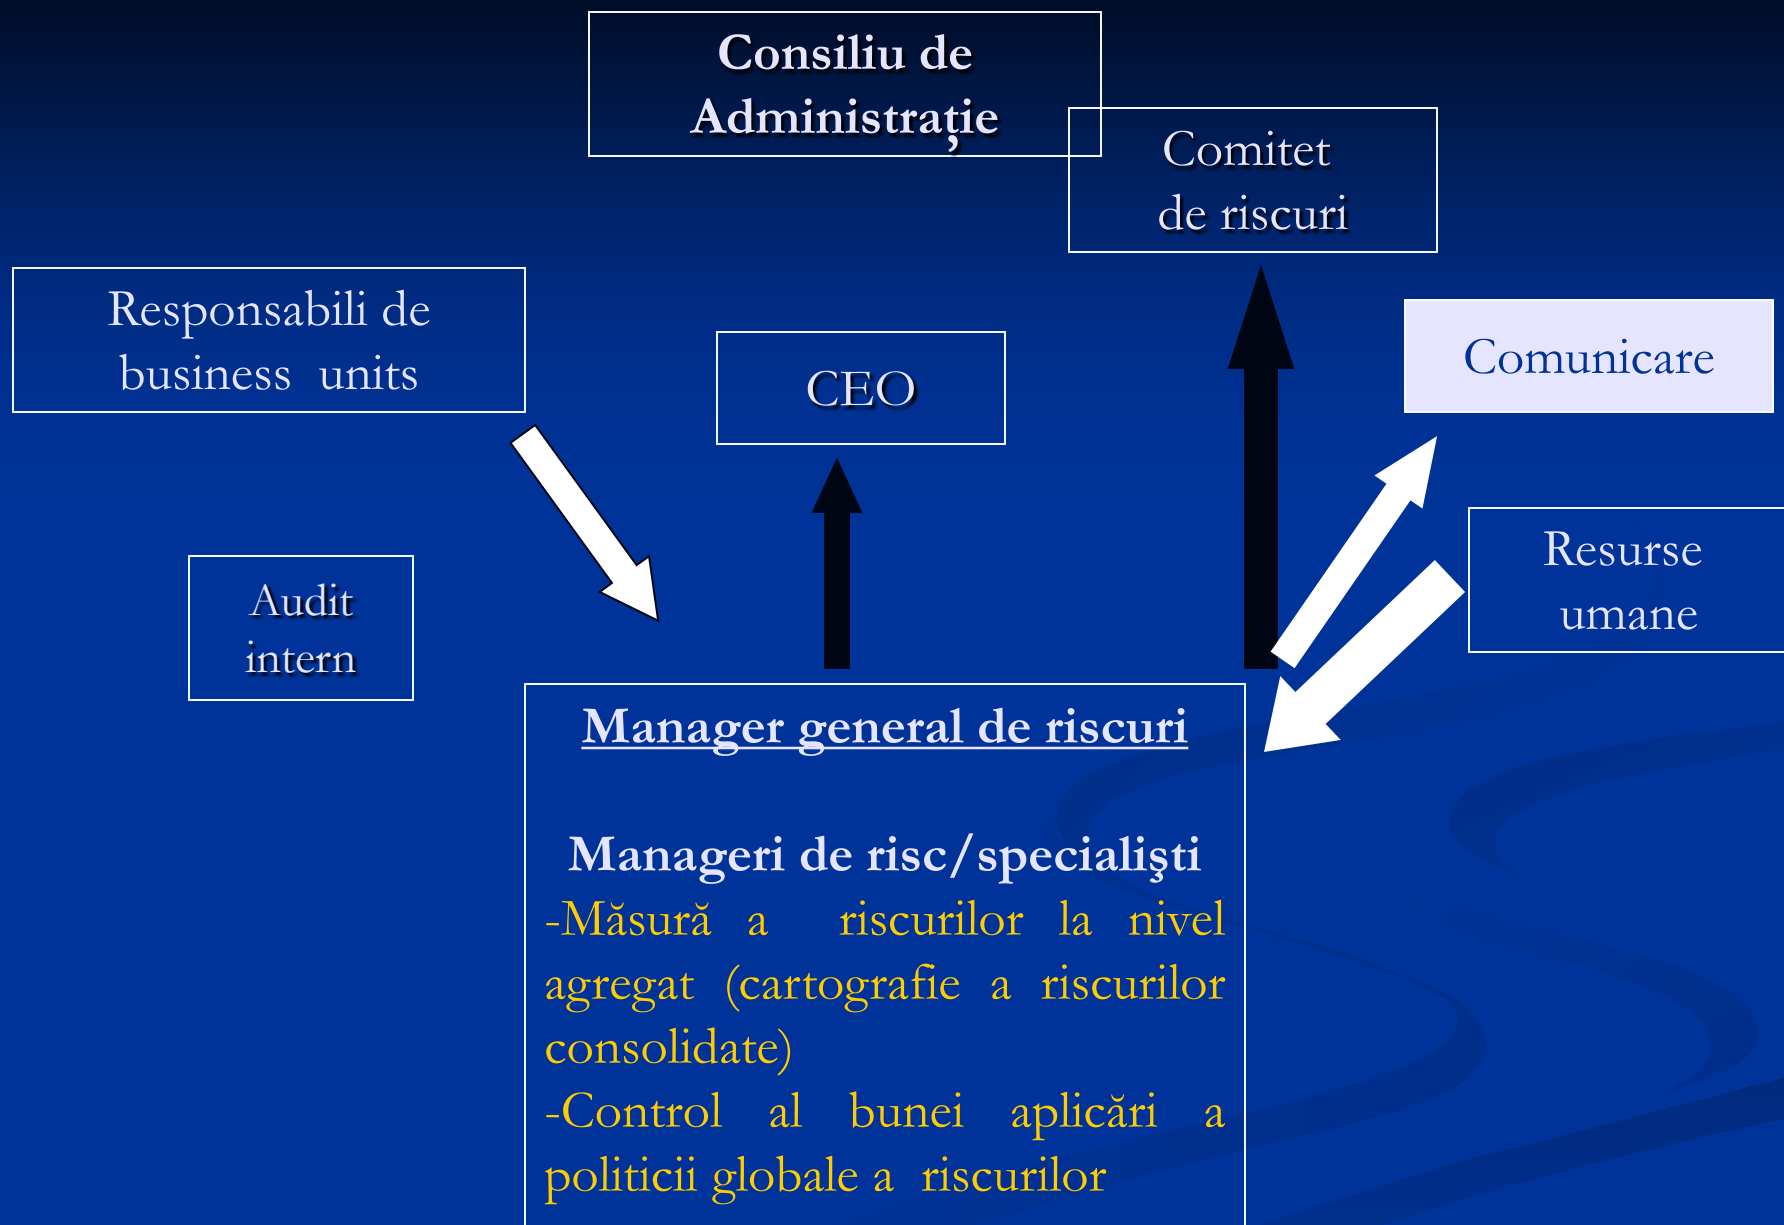 Consiliu de
Administraţie
Comitet
de riscuri
Responsabili de
business units
CEO
Comunicare
Resurse
umane
Audit
intern
Manager general de riscuri
Manageri de risc/specialişti
-Măsură a riscurilor la nivel
agregat (cartografie a riscurilor
consolidate)
-Control al bunei aplicări a
politicii globale a riscurilor